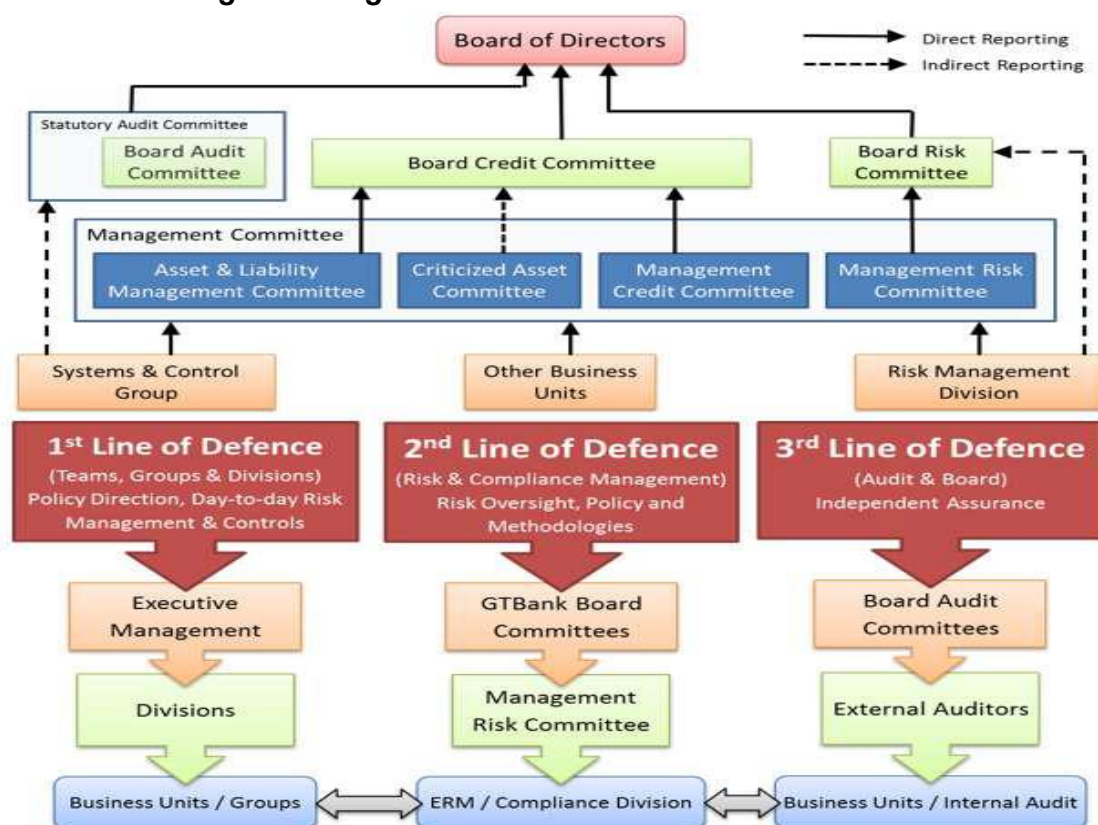 Board of Directors
Direct Reporting
Indirect Reporting
Statutory Audit Committee
Board Audit
Committee
Board Credit Committee
Board Risk
Committee
Management Committee
Asset & Liability
Management Committee
Criticized Asset
Committee
Management
Credit Committee
Management Risk
Committee
Systems & Control
Group
Other Business
Units
Risk Management
Division
1st Line of Defence
(Teams, Groups & Divisions)
Policy Direction, Day-to-day Risk
Management & Controls
2nd Line of Defence
(Risk & Compliance Management)
Risk Oversight, Policy and
Methodologies
3rd Line of Defence
(Audit & Board)
Independent Assurance
Executive
Management
GTBank Board
Committees
Board Audit
Committees
Divisions
Management
Risk Committee
External Auditors
Business Units / Groups
ERM / Compliance Division
Business Units / Internal Audit